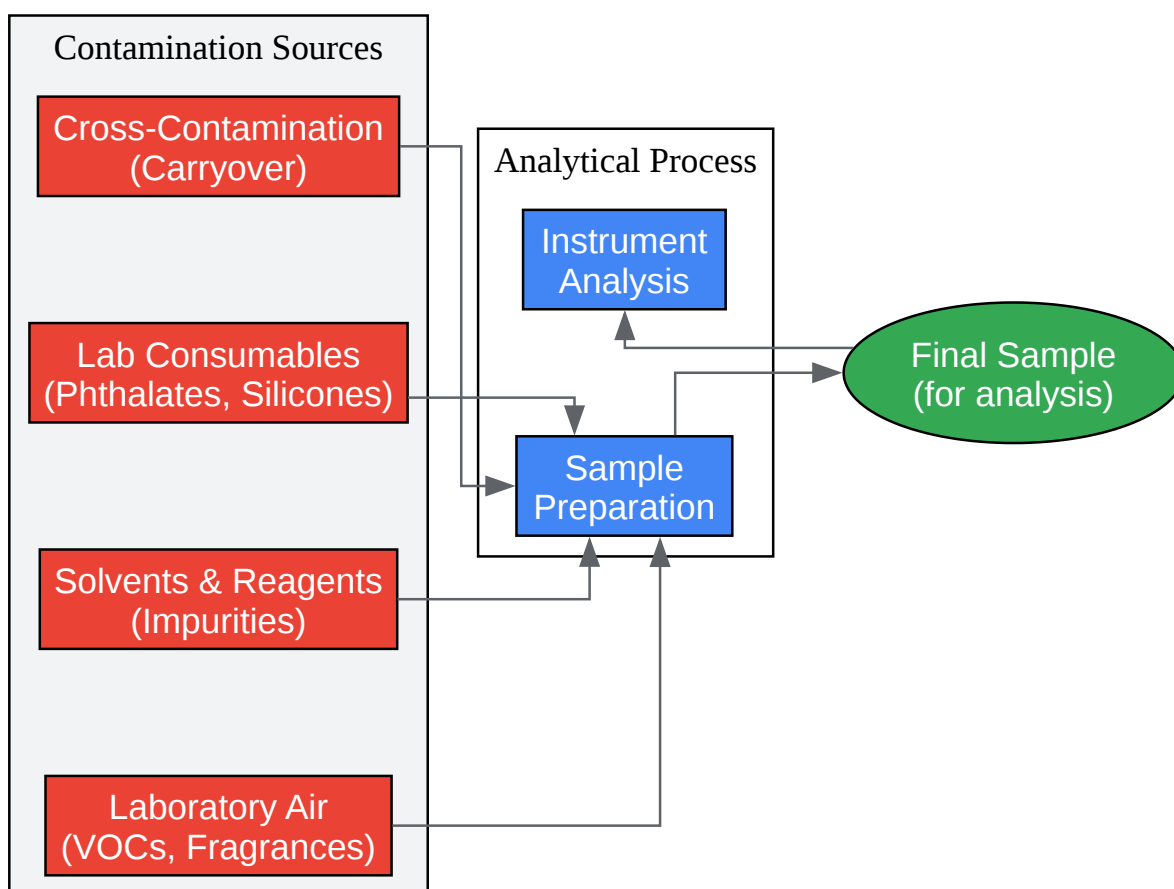 Contamination Sources
Cross-Contamination
(Carryover)
Lab Consumables
(Phthalates, Silicones)
Solvents & Reagents
(Impurities)
Laboratory Air
(VOCs, Fragrances)
Analytical Process
Instrument
Analysis
Sample
Preparation
Final Sample
(for analysis)